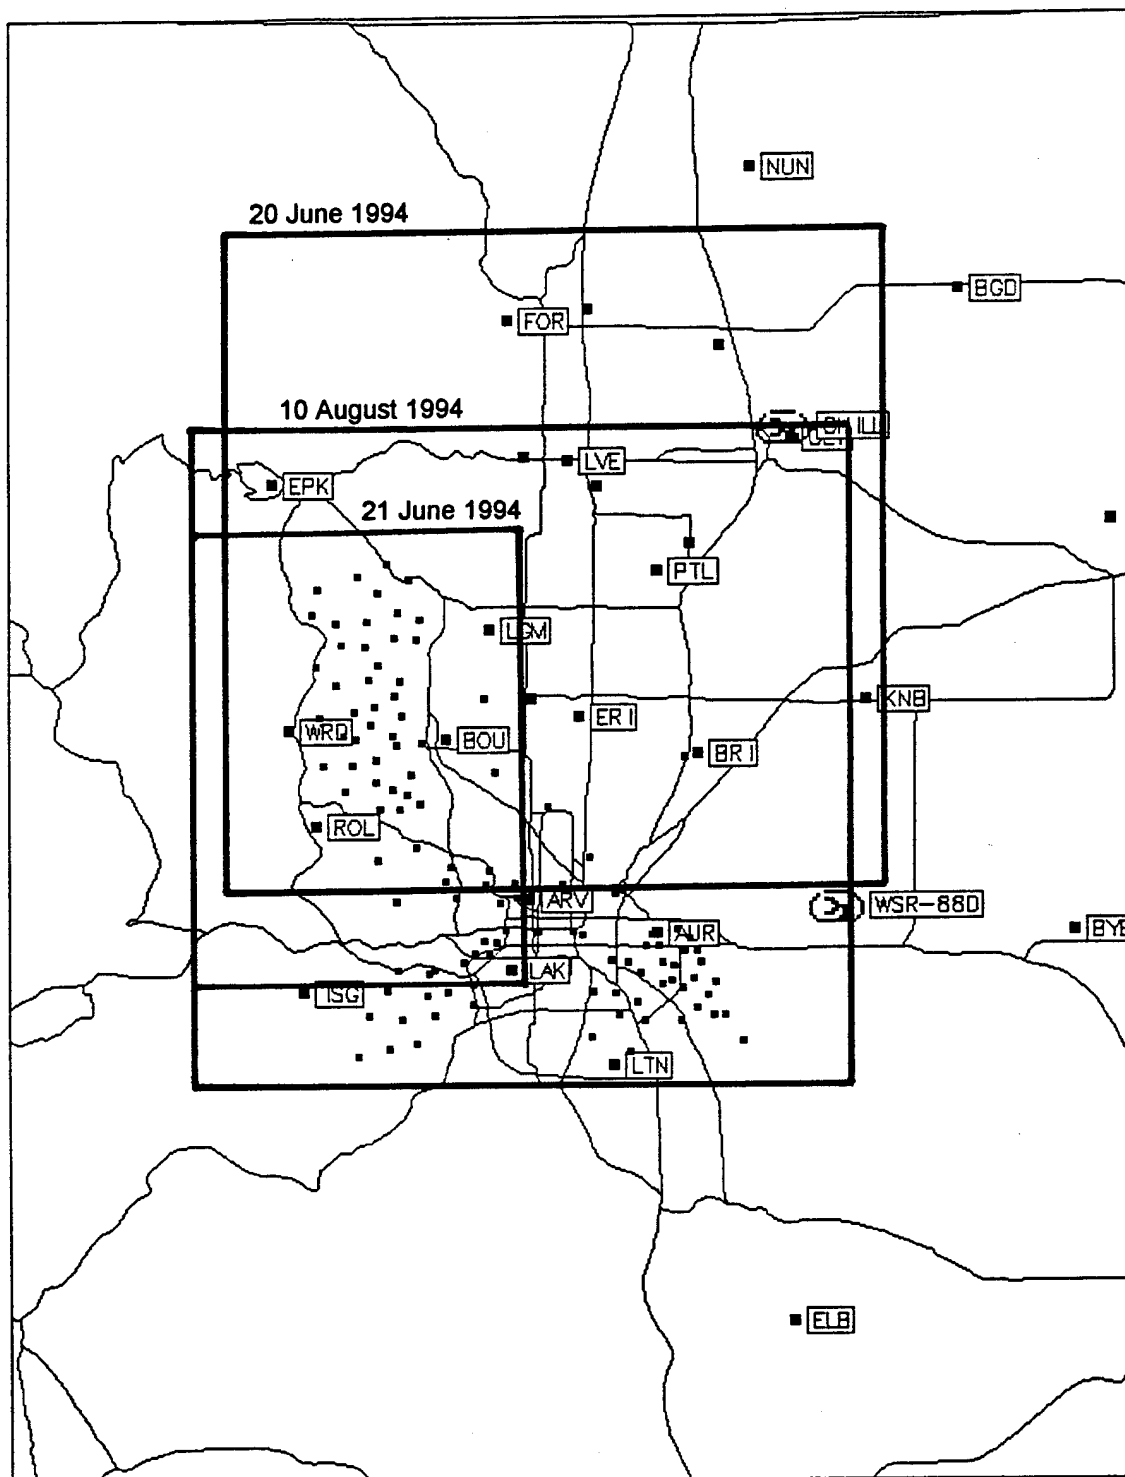 NUN
20 June 1994
BGD
FOR
10 August 1994
LVE
EPK
21 June 1994
PTL
LGM
KNB
ERI
WRD
BOU
BRI
ROL
ARV
WSR-88D
AUR
BYE
LAK
ISG
LTN
ELB